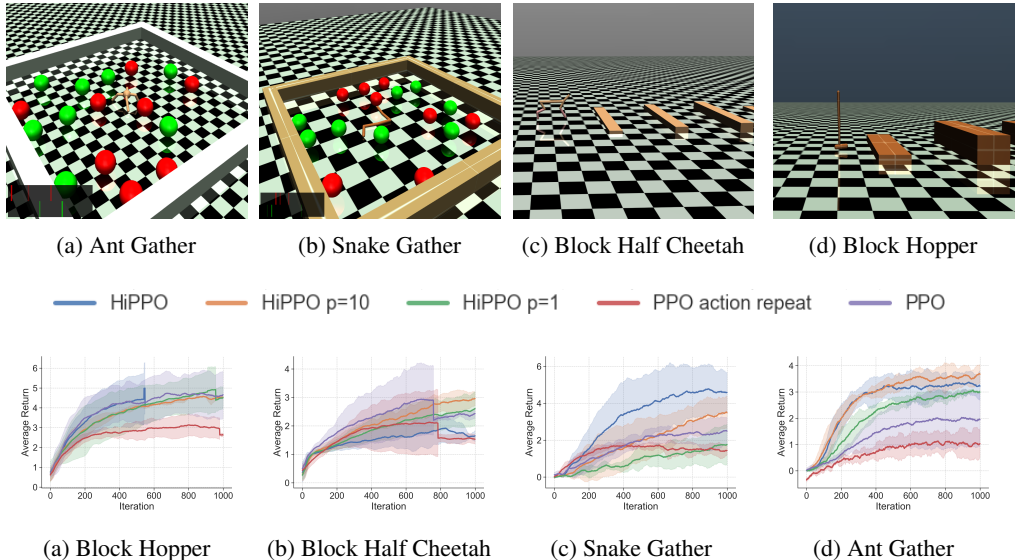 (a) Ant Gather (b) Snake Gather (c) Block Half Cheetah (d) Block Hopper
HiPPO HiPPO p=10 HiPPO p=1 PPO action repeat PPO
Average Return
6
5
4
3
2
1
0
0 200 400 600 800 1000
Iteration
Average Return
4
3
2
1
0
0 200 400 600 800 1000
Iteration
Average Return
6
4
2
0
0 200 400 600 800 1000
Iteration
Average Return
4
3
2
1
0
0 200 400 600 800 1000
Iteration
(a) Block Hopper (b) Block Half Cheetah (c) Snake Gather (d) Ant Gather